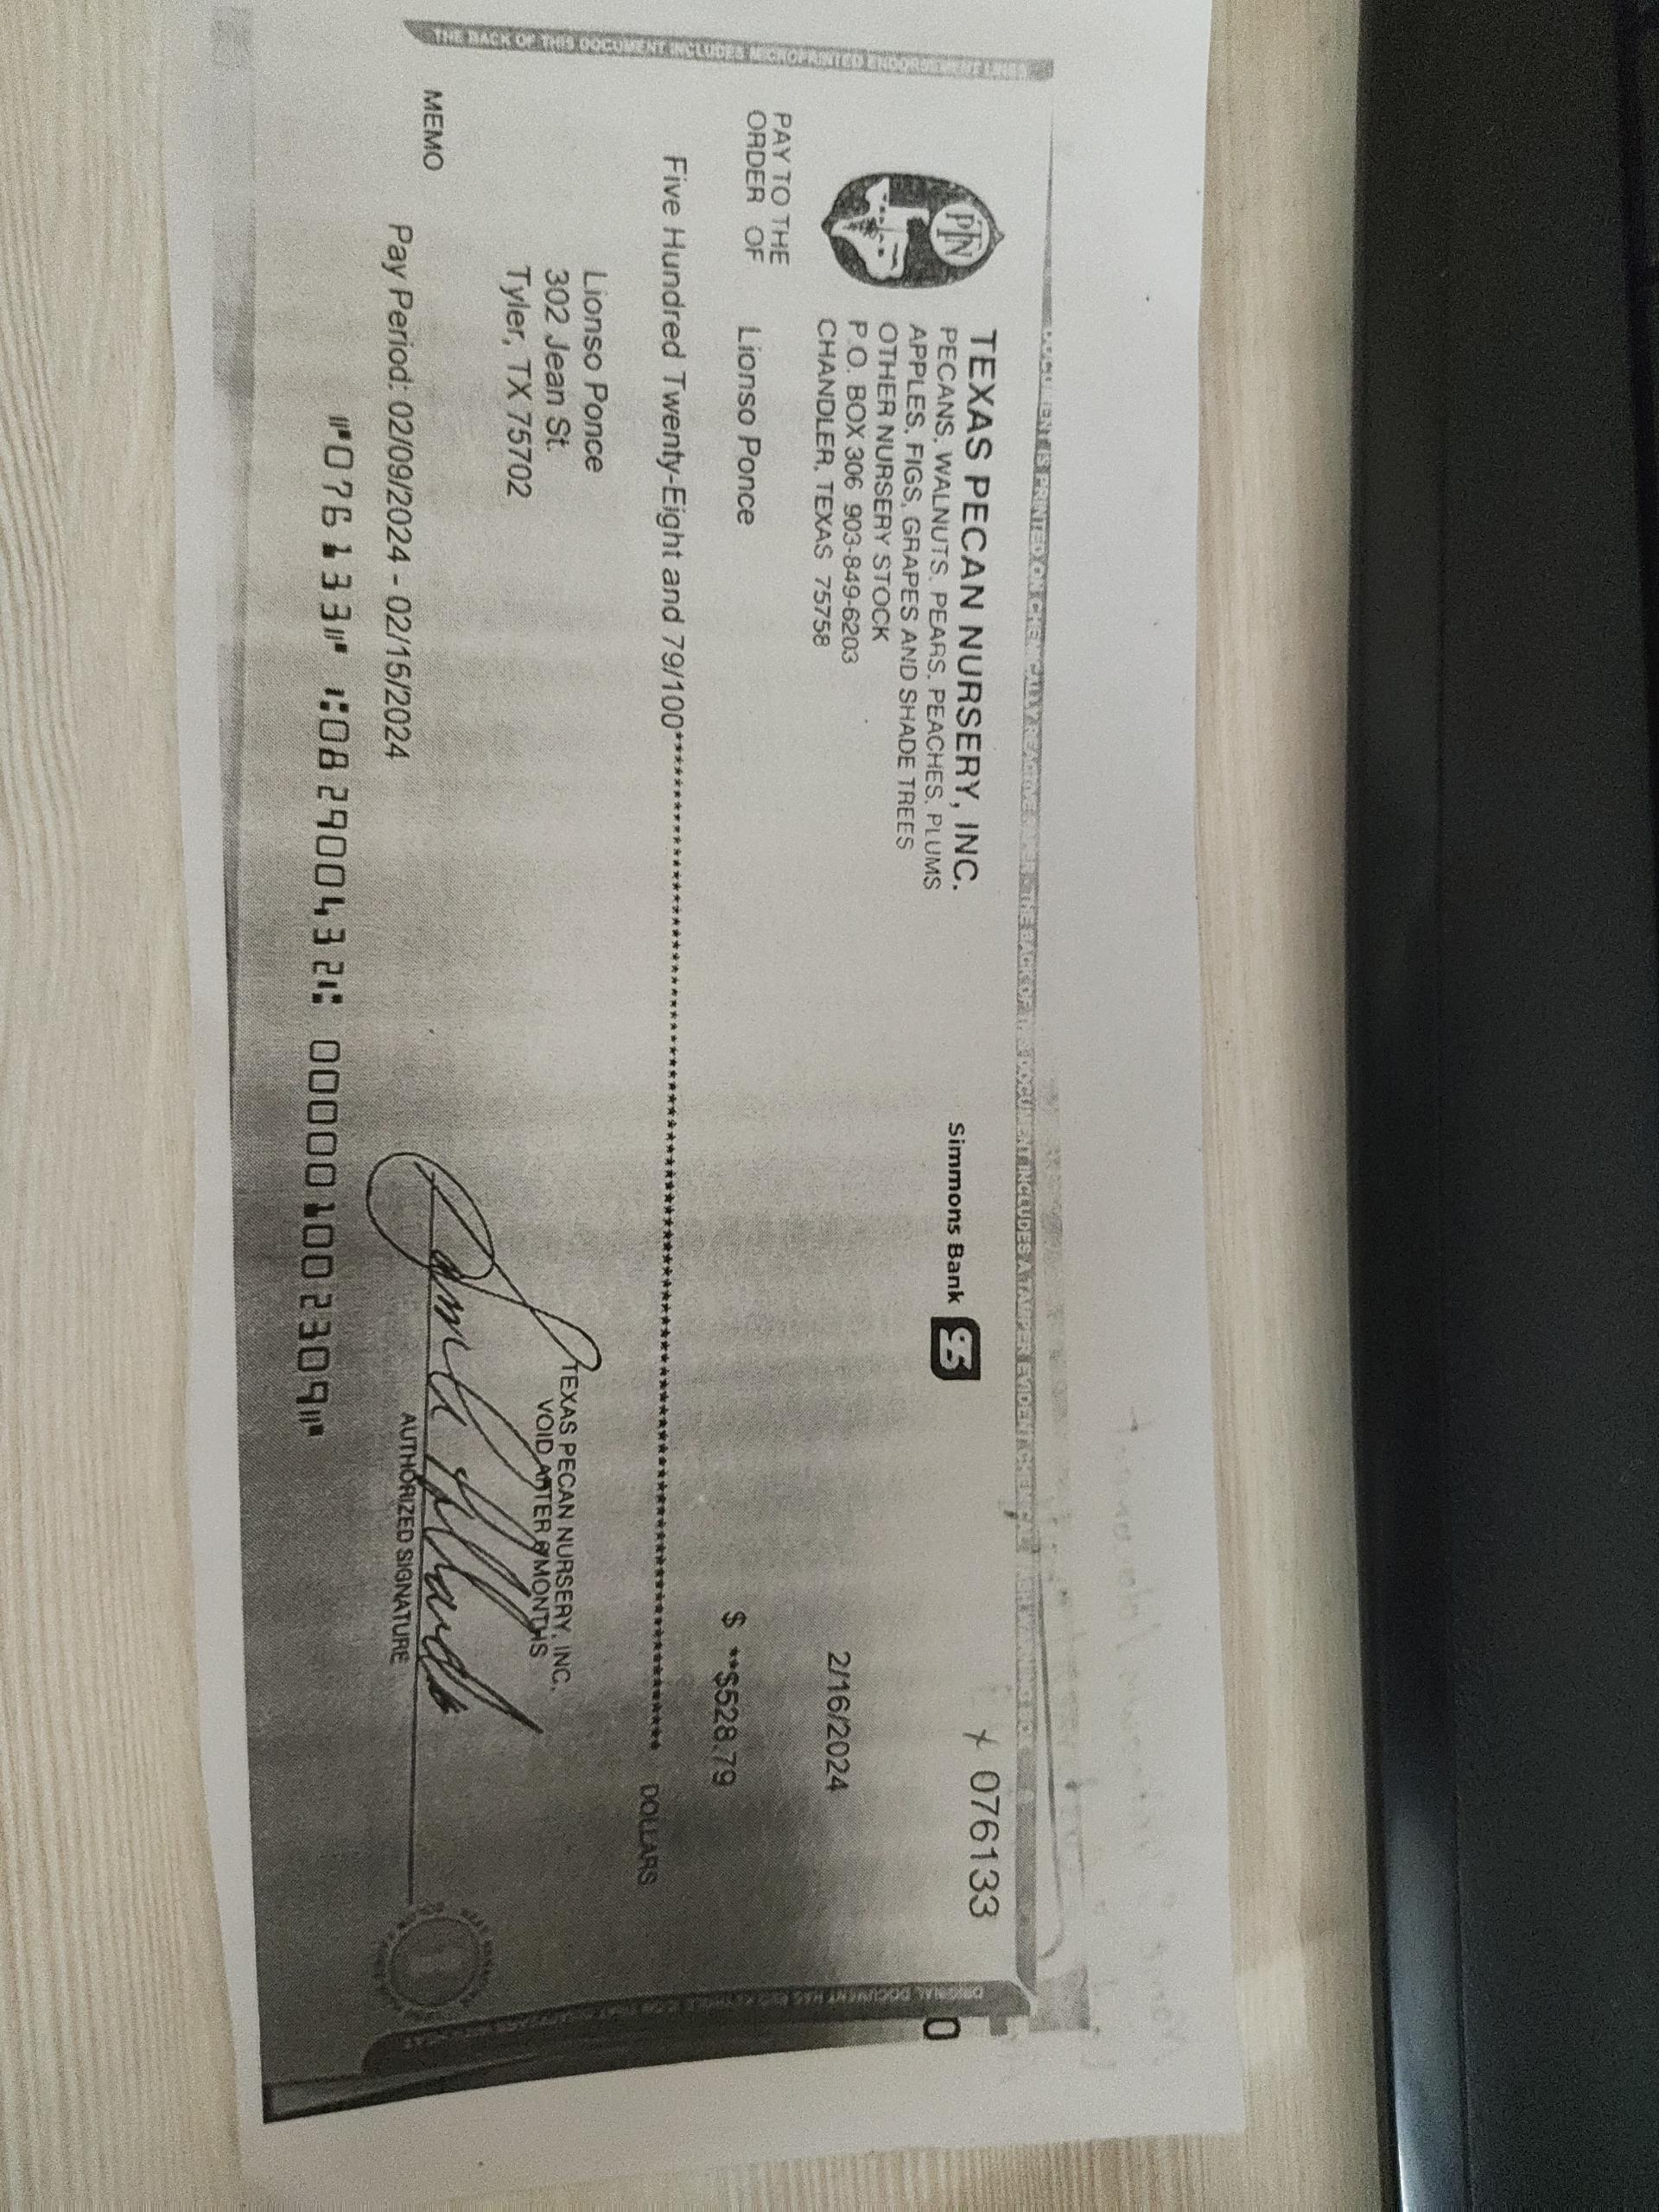 THE BACK OF THIS DOCUMENT INCLUDES MICROPRINTED ENDORSEMENT LINES
DOCUMENT IS PRINTED ON CHEMICALLY REACTIVE PAPER - THE BACK OF THIS DOCUMENT INCLUDES A TAMPER EVIDENT CHEMICAL
PTN
TEXAS PECAN NURSERY, INC.
PECANS, WALNUTS, PEARS, PEACHES, PLUMS
APPLES, FIGS, GRAPES AND SHADE TREES
OTHER NURSERY STOCK
P.O. BOX 306 903-849-6203
CHANDLER, TEXAS 75758
Simmons Bank
076133
2/16/2024
PAY TO THE
ORDER OF
Lionso Ponce
$ **$528.79
Five Hundred Twenty-Eight and 79/100**********
DOLLARS
Lionso Ponce
302 Jean St.
Tyler, TX 75702
TEXAS PECAN NURSERY, INC.
VOID AFTER 6 MONTHS
MEMO
Pay Period: 02/09/2024 - 02/15/2024
AUTHORIZED SIGNATURE
⑈076133⑈ ⑆082900432⑆ 000001002309⑈
ORIGINAL DOCUMENT HAS